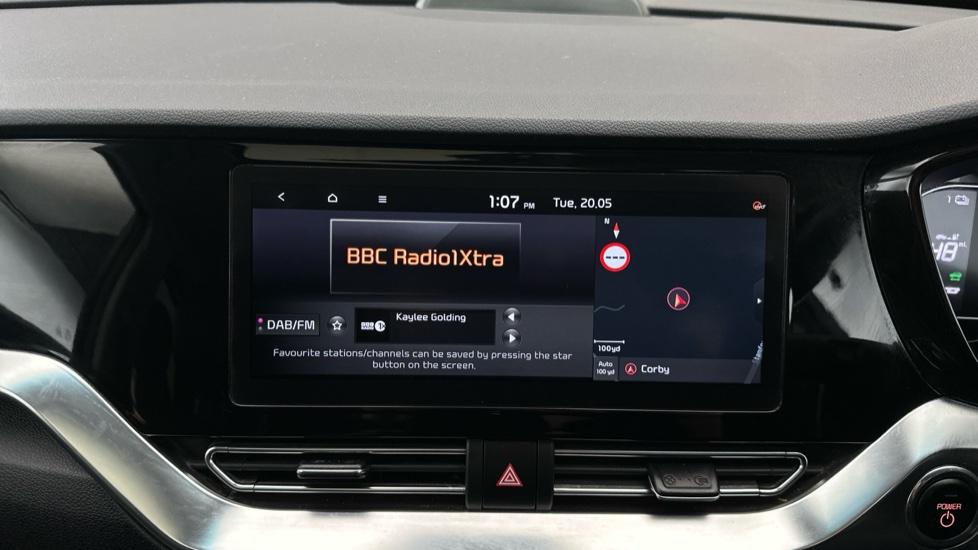 1:07 PM Tue, 20.05
BBC Radio1Xtra
N
DAB/FM
Kaylee Golding
Favourite stations/channels can be saved by pressing the star
button on the screen.
100yd
Auto
100 yd
Corby
POWER